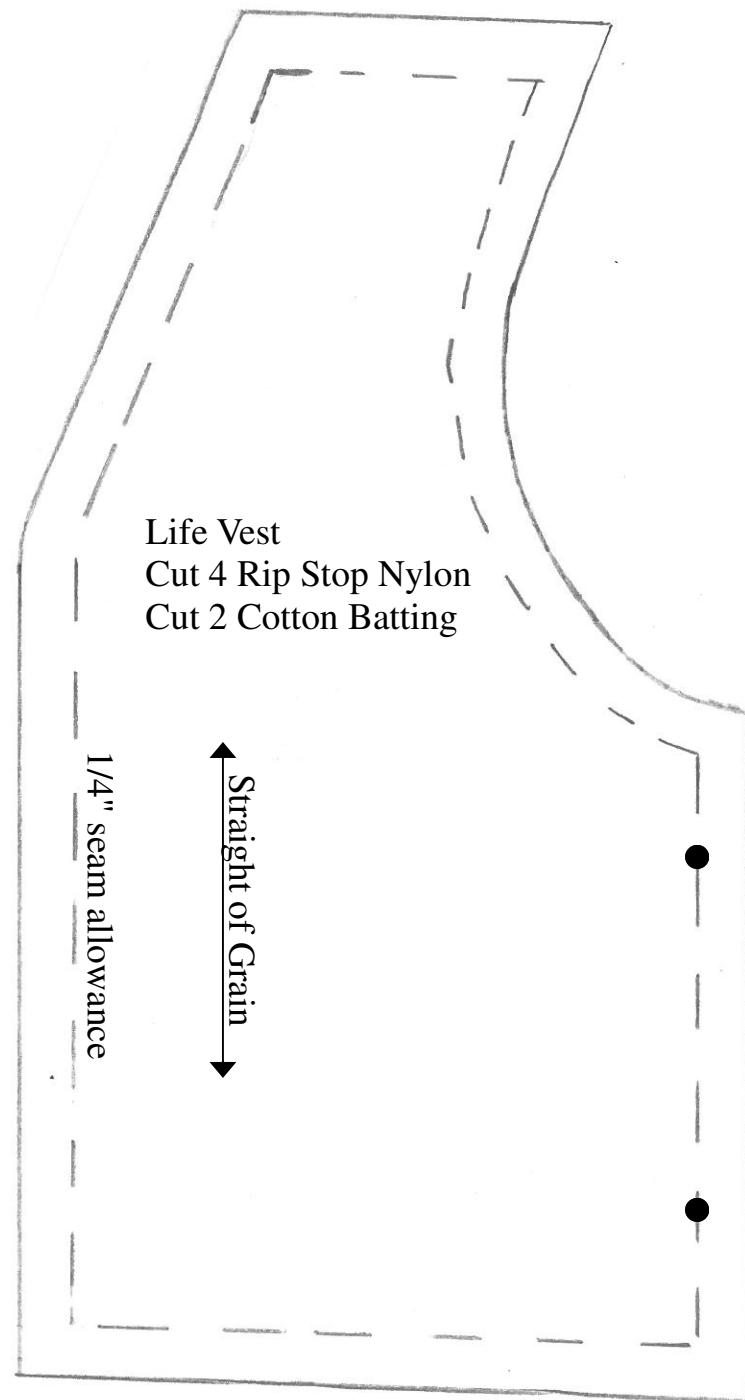 Life Vest
Cut 4 Rip Stop Nylon
Cut 2 Cotton Batting
1/4" seam allowance
Straight of Grain